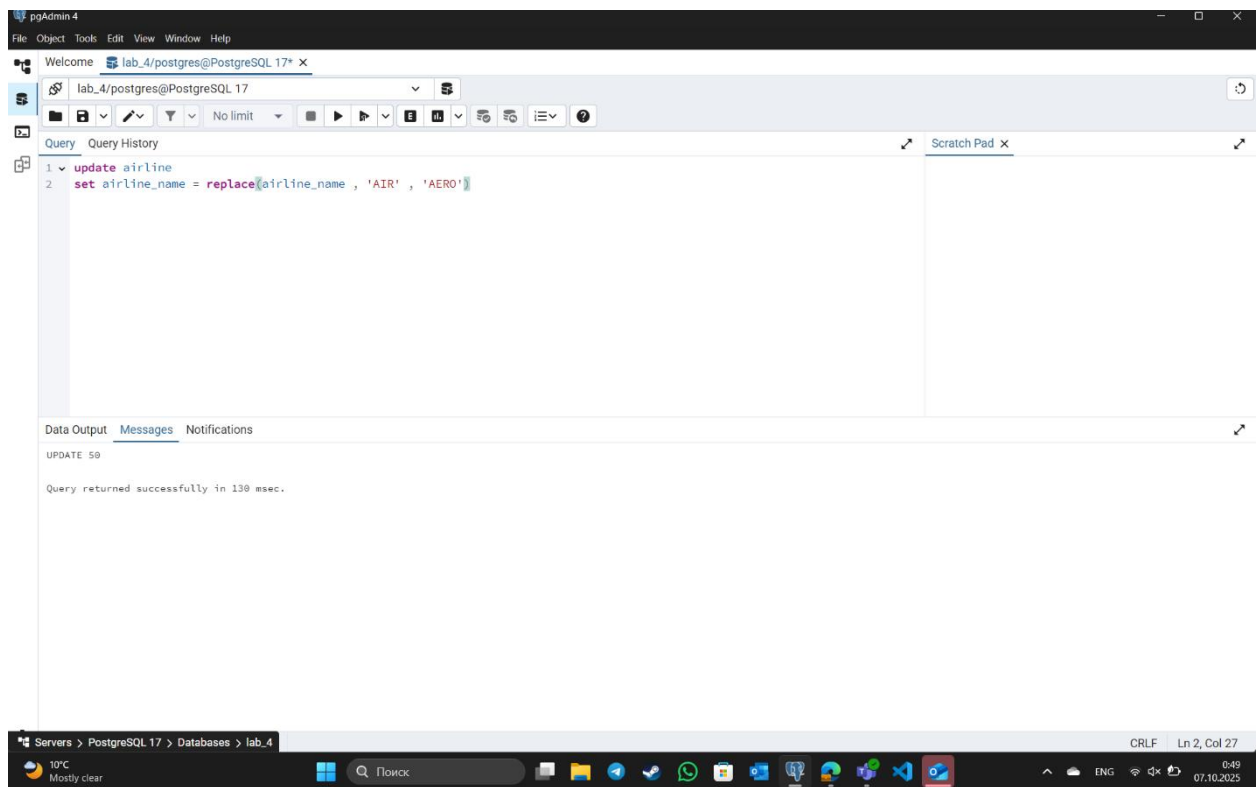 pgAdmin 4
File Object Tools Edit View Window Help
Welcome lab_4/postgres@PostgreSQL 17*
lab_4/postgres@PostgreSQL 17
No limit
Query Query History
Scratch Pad
1 update airline
2 set airline_name = replace(airline_name , 'AIR' , 'AERO')
Data Output Messages Notifications
UPDATE 50
Query returned successfully in 130 msec.
Servers > PostgreSQL 17 > Databases > lab_4
CRLF Ln 2, Col 27
10°C
Mostly clear
Поиск
ENG
0:49
07.10.2025